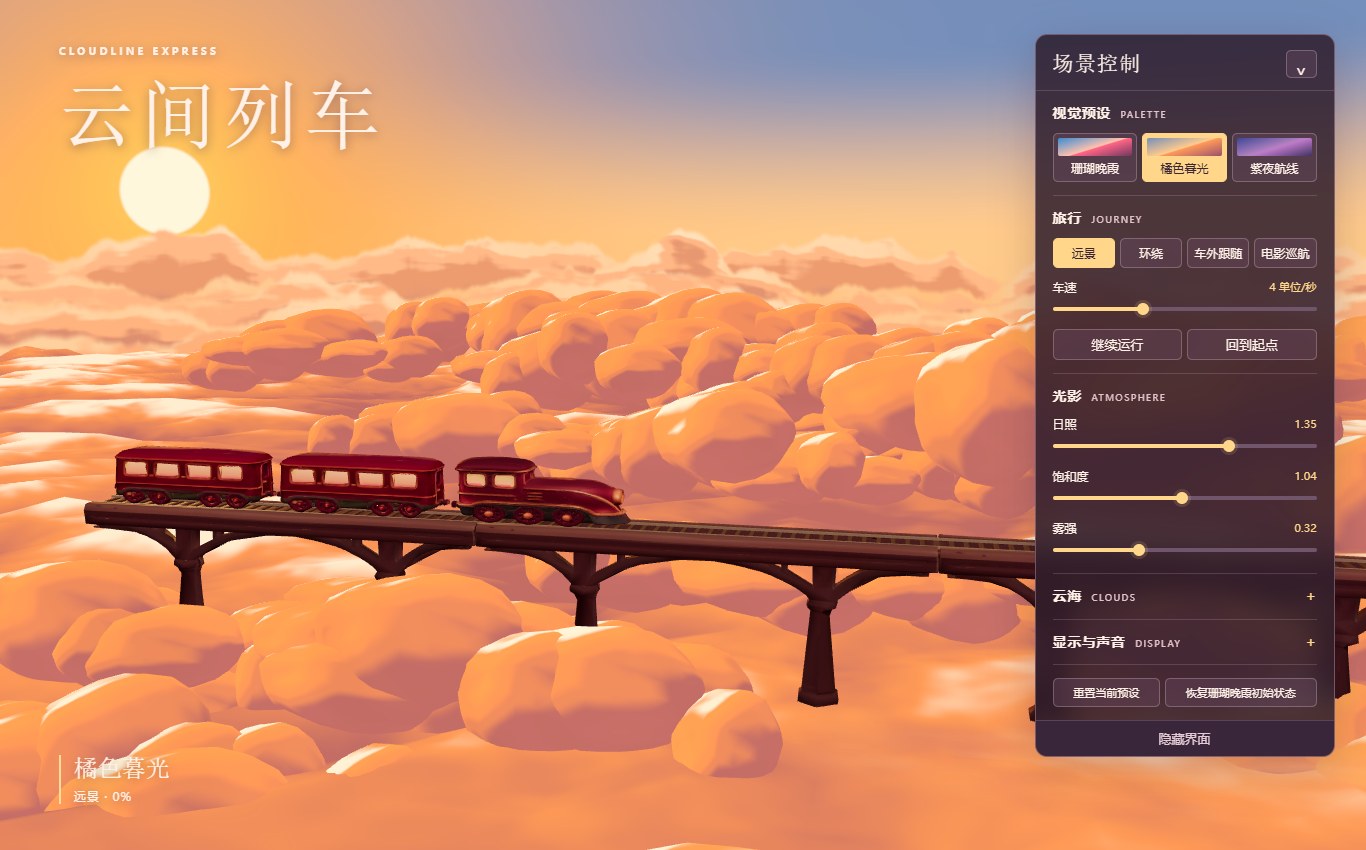 CLOUDLINE EXPRESS
云间列车
场景控制
视觉预设 PALETTE
珊瑚晚霞 橘色暮光 紫夜航线
旅行 JOURNEY
远景 环绕 车外跟随 电影巡航
车速 4 单位/秒
继续运行 回到起点
光影 ATMOSPHERE
日照 1.35
饱和度 1.04
雾强 0.32
云海 CLOUDS +
显示与声音 DISPLAY +
重置当前预设 恢复珊瑚晚霞初始状态
隐藏界面
橘色暮光
远景 · 0%